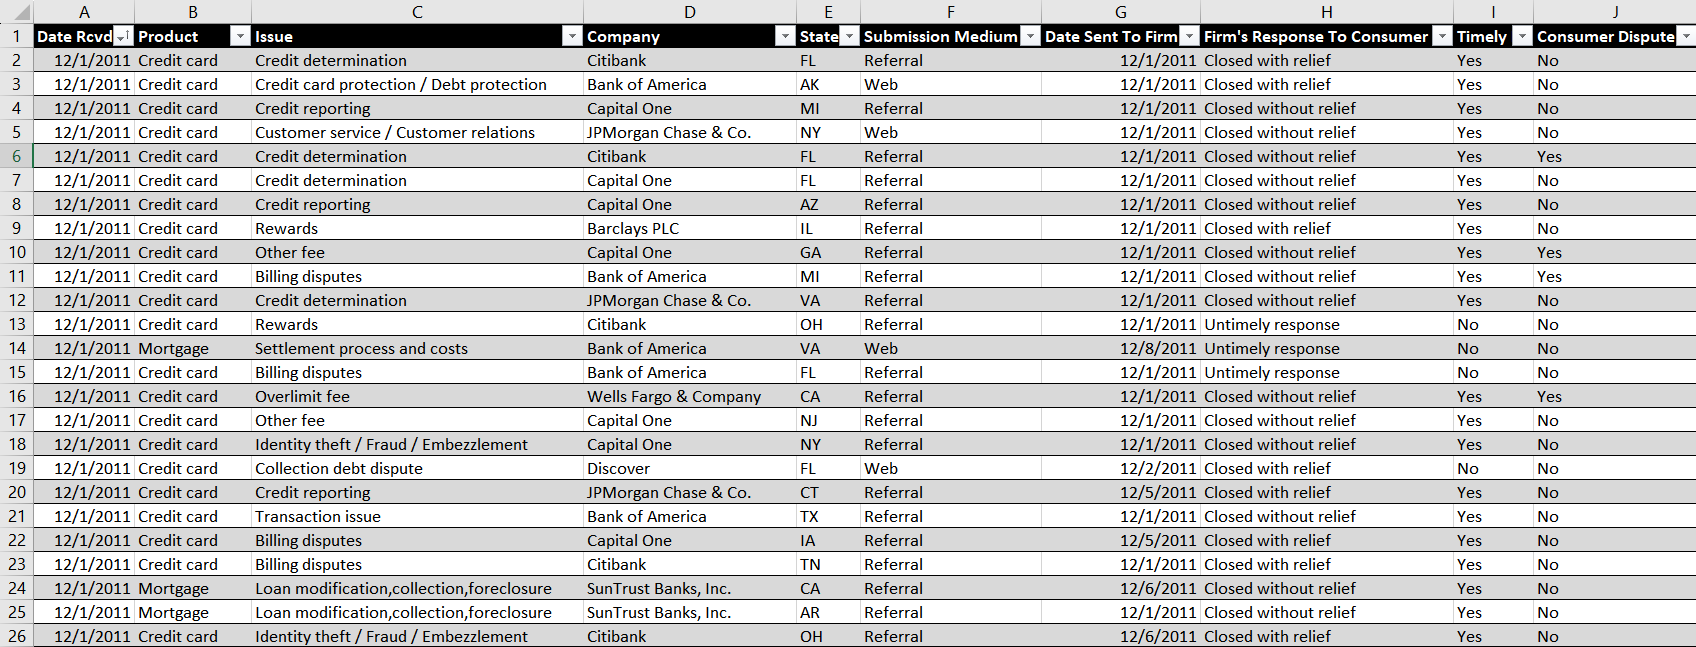 A B C D E F G H I J
1 Date Rcvd Product Issue Company State Submission Medium Date Sent To Firm Firm's Response To Consumer Timely Consumer Dispute
2 12/1/2011 Credit card Credit determination Citibank FL Referral 12/1/2011 Closed with relief Yes No
3 12/1/2011 Credit card Credit card protection / Debt protection Bank of America AK Web 12/1/2011 Closed with relief Yes No
4 12/1/2011 Credit card Credit reporting Capital One MI Referral 12/1/2011 Closed without relief Yes No
5 12/1/2011 Credit card Customer service / Customer relations JPMorgan Chase & Co. NY Web 12/1/2011 Closed without relief Yes No
6 12/1/2011 Credit card Credit determination Citibank FL Referral 12/1/2011 Closed without relief Yes Yes
7 12/1/2011 Credit card Credit determination Capital One FL Referral 12/1/2011 Closed without relief Yes No
8 12/1/2011 Credit card Credit reporting Capital One AZ Referral 12/1/2011 Closed without relief Yes No
9 12/1/2011 Credit card Rewards Barclays PLC IL Referral 12/1/2011 Closed with relief Yes No
10 12/1/2011 Credit card Other fee Capital One GA Referral 12/1/2011 Closed without relief Yes Yes
11 12/1/2011 Credit card Billing disputes Bank of America MI Referral 12/1/2011 Closed without relief Yes Yes
12 12/1/2011 Credit card Credit determination JPMorgan Chase & Co. VA Referral 12/1/2011 Closed without relief Yes No
13 12/1/2011 Credit card Rewards Citibank OH Referral 12/1/2011 Untimely response No No
14 12/1/2011 Mortgage Settlement process and costs Bank of America VA Web 12/8/2011 Untimely response No No
15 12/1/2011 Credit card Billing disputes Bank of America FL Referral 12/1/2011 Untimely response No No
16 12/1/2011 Credit card Overlimit fee Wells Fargo & Company CA Referral 12/1/2011 Closed without relief Yes Yes
17 12/1/2011 Credit card Other fee Capital One NJ Referral 12/1/2011 Closed without relief Yes No
18 12/1/2011 Credit card Identity theft / Fraud / Embezzlement Capital One NY Referral 12/1/2011 Closed without relief Yes No
19 12/1/2011 Credit card Collection debt dispute Discover FL Web 12/2/2011 Closed with relief No No
20 12/1/2011 Credit card Credit reporting JPMorgan Chase & Co. CT Referral 12/5/2011 Closed with relief Yes No
21 12/1/2011 Credit card Transaction issue Bank of America TX Referral 12/1/2011 Closed without relief Yes No
22 12/1/2011 Credit card Billing disputes Capital One IA Referral 12/5/2011 Closed with relief Yes No
23 12/1/2011 Credit card Billing disputes Citibank TN Referral 12/1/2011 Closed with relief Yes No
24 12/1/2011 Mortgage Loan modification,collection,foreclosure SunTrust Banks, Inc. CA Referral 12/6/2011 Closed without relief Yes No
25 12/1/2011 Mortgage Loan modification,collection,foreclosure SunTrust Banks, Inc. AR Referral 12/1/2011 Closed without relief Yes No
26 12/1/2011 Credit card Identity theft / Fraud / Embezzlement Citibank OH Referral 12/6/2011 Closed with relief Yes No